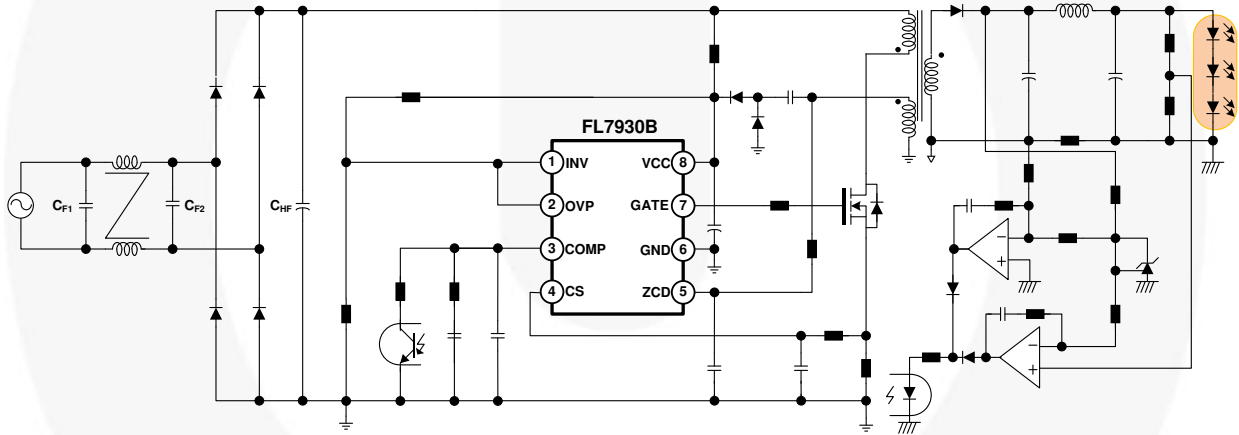 FL7930B
1 INV
VCC 8
2 OVP
GATE 7
3 COMP
GND 6
4 CS
ZCD 5
CF1
CF2
CHF
−
+
−
+